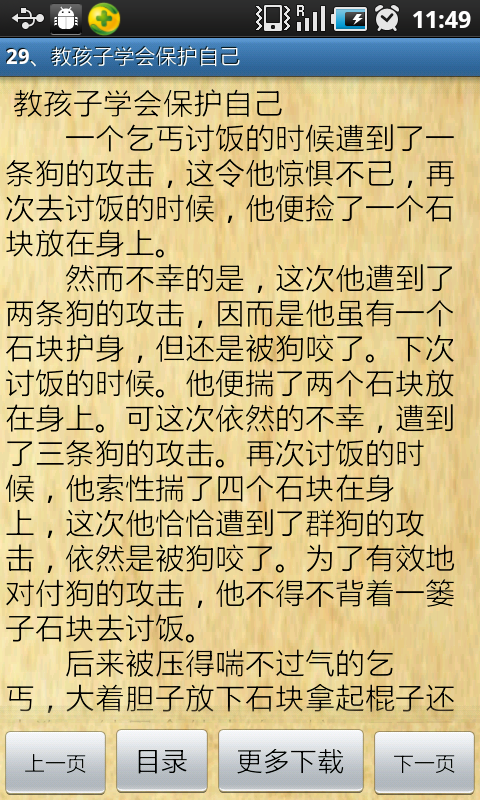 R
11:49
29、教孩子学会保护自己
教孩子学会保护自己
一个乞丐讨饭的时候遭到了一
条狗的攻击，这令他惊惧不已，再
次去讨饭的时候，他便捡了一个石
块放在身上。
然而不幸的是，这次他遭到了
两条狗的攻击，因而是他虽有一个
石块护身，但还是被狗咬了。下次
讨饭的时候。他便揣了两个石块放
在身上。可这次依然的不幸，遭到
了三条狗的攻击。再次讨饭的时
候，他索性揣了四个石块在身
上，这次他恰恰遭到了群狗的攻
击，依然是被狗咬了。为了有效地
对付狗的攻击，他不得不背着一篓
子石块去讨饭。
后来被压得喘不过气的乞
丐，大着胆子放下石块拿起棍子还
上一页
目录
更多下载
下一页